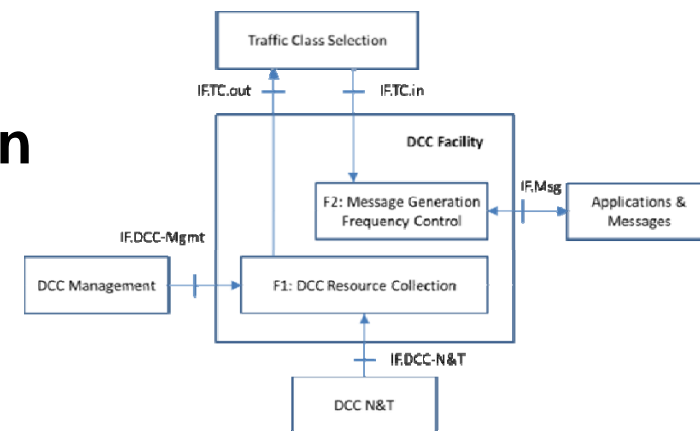 Traffic Class Selection
IF.TC.out
IF.TC.in
n
DCC Facility
F2: Message Generation
Frequency Control
IF.Msg
Applications &
Messages
IF.DCC-Mgmt
DCC Management
F1: DCC Resource Collection
IF.DCC-N&T
DCC N&T